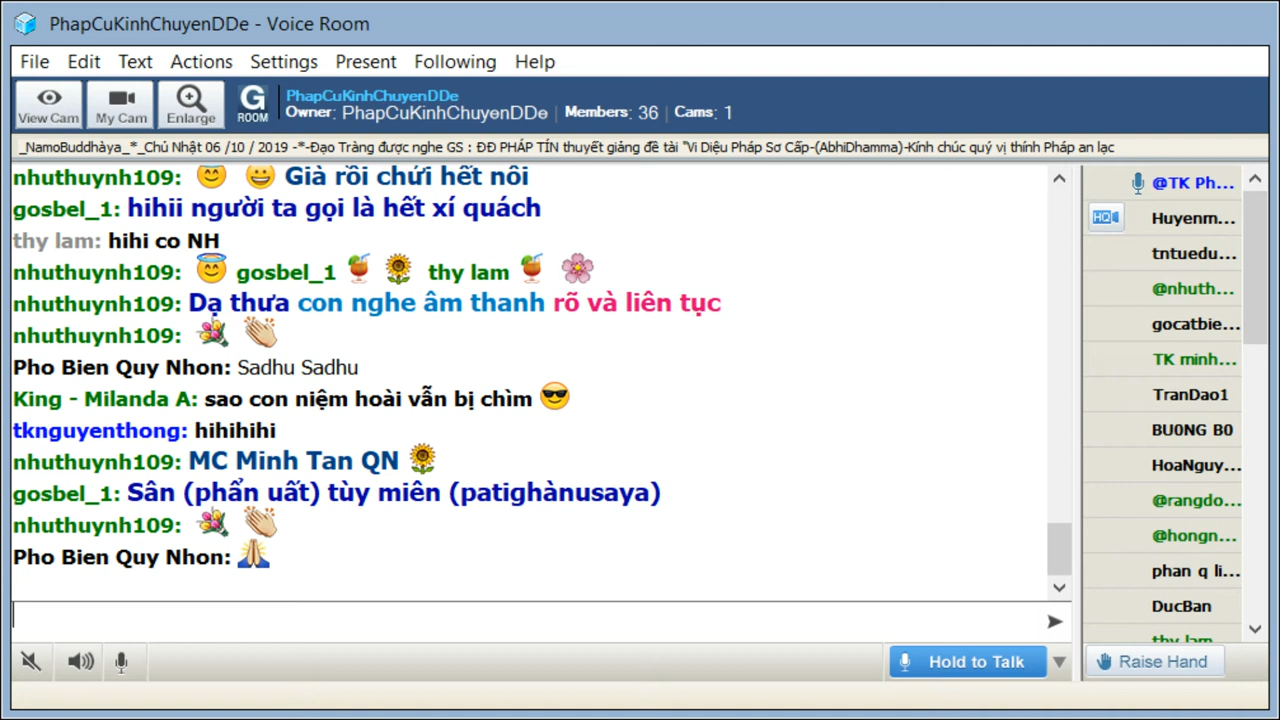 PhapCuKinhChuyenDDe - Voice Room
File Edit Text Actions Settings Present Following Help
View Cam My Cam Enlarge G ROOM
PhapCuKinhChuyenDDe
Owner: PhapCuKinhChuyenDDe | Members: 36 | Cams: 1
_NamoBuddhàya_*_Chủ Nhật 06 /10 / 2019 -*-Đạo Tràng được nghe GS : ĐĐ PHÁP TÍN thuyết giảng đề tài "Vi Diệu Pháp Sơ Cấp-(AbhiDhamma)-Kính chúc quý vị thính Pháp an lạc
nhuthuynh109: 😊 😀 Già rồi chứi hết nôi
gosbel_1: hihii người ta gọi là hết xí quách
thy lam: hihi co NH
nhuthuynh109: 😇 gosbel_1 🍹 🌻 thy lam 🍹 🌸
nhuthuynh109: Dạ thưa con nghe âm thanh rõ và liên tục
nhuthuynh109: 💐 👏
Pho Bien Quy Nhon: Sadhu Sadhu
King - Milanda A: sao con niệm hoài vẫn bị chìm 😎
tknguyenthong: hihihihi
nhuthuynh109: MC Minh Tan QN 🌻
gosbel_1: Sân (phẩn uất) tùy miên (patighànusaya)
nhuthuynh109: 💐 👏
Pho Bien Quy Nhon: 🙏
Hold to Talk
@TK Ph...
HQ Huyenm...
tntuedu...
@nhuth...
gocatbie...
TK minh...
TranDao1
BU0NG B0
HoaNguy...
@rangdo...
@hongn...
phan q li...
DucBan
thy lam
Raise Hand